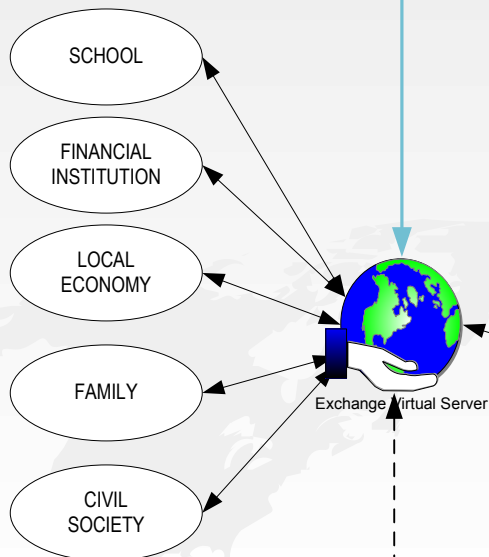 SCHOOL
FINANCIAL
INSTITUTION
LOCAL
ECONOMY
FAMILY
Exchange Virtual Server
CIVIL
SOCIETY